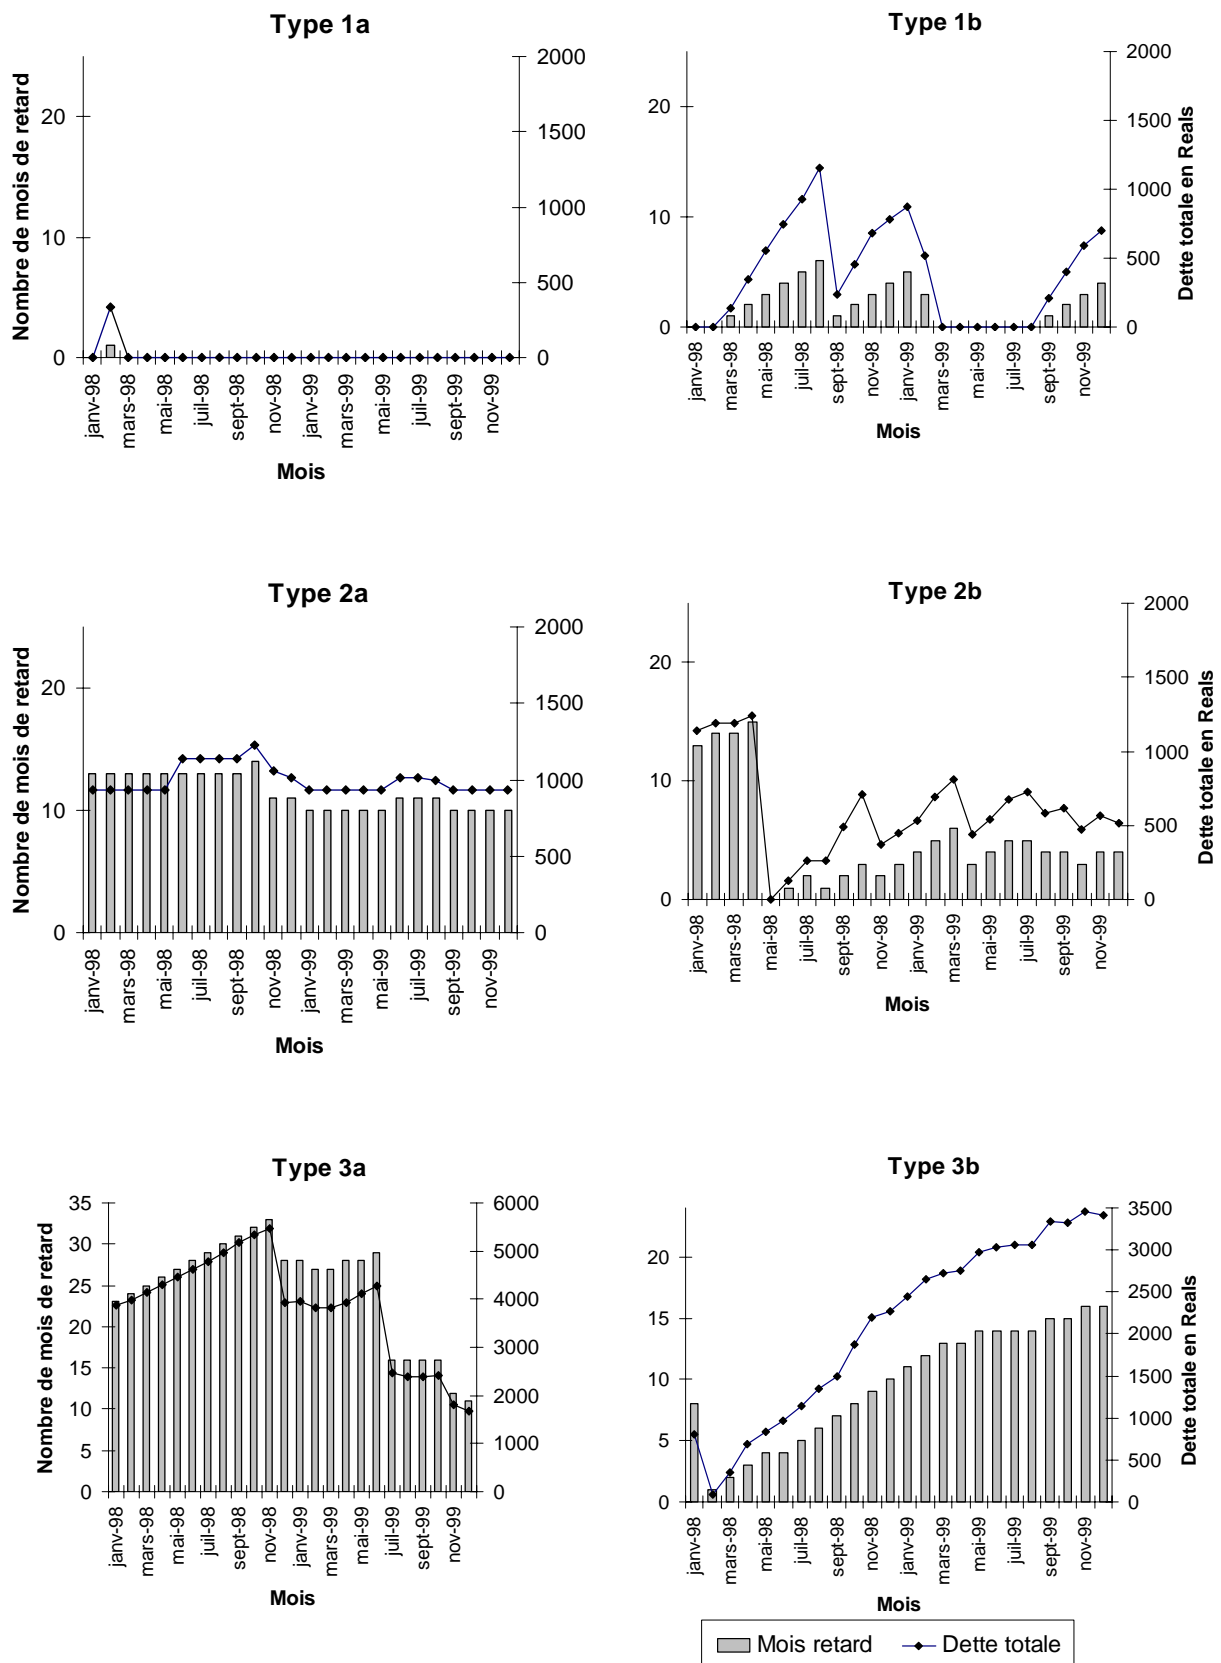 Type 1a
Nombre de mois de retard
20
10
0
2000
1500
1000
500
0
janv-98
mars-98
mai-98
juil-98
sept-98
nov-98
janv-99
mars-99
mai-99
juil-99
sept-99
nov-99
Mois
Type 1b
20
10
0
2000
1500
1000
500
0
Dette totale en Reals
janv-98
mars-98
mai-98
juil-98
sept-98
nov-98
janv-99
mars-99
mai-99
juil-99
sept-99
nov-99
Mois
Type 2a
Nombre de mois de retard
20
10
0
2000
1500
1000
500
0
janv-98
mars-98
mai-98
juil-98
sept-98
nov-98
janv-99
mars-99
mai-99
juil-99
sept-99
nov-99
Mois
Type 2b
20
10
0
2000
1500
1000
500
0
Dette totale en Reals
janv-98
mars-98
mai-98
juil-98
sept-98
nov-98
janv-99
mars-99
mai-99
juil-99
sept-99
nov-99
Mois
Type 3a
Nombre de mois de retard
35
30
25
20
15
10
5
0
6000
5000
4000
3000
2000
1000
0
janv-98
mars-98
mai-98
juil-98
sept-98
nov-98
janv-99
mars-99
mai-99
juil-99
sept-99
nov-99
Mois
Type 3b
20
15
10
5
0
3500
3000
2500
2000
1500
1000
500
0
Dette totale en Reals
janv-98
mars-98
mai-98
juil-98
sept-98
nov-98
janv-99
mars-99
mai-99
juil-99
sept-99
nov-99
Mois
Mois retard
Dette totale